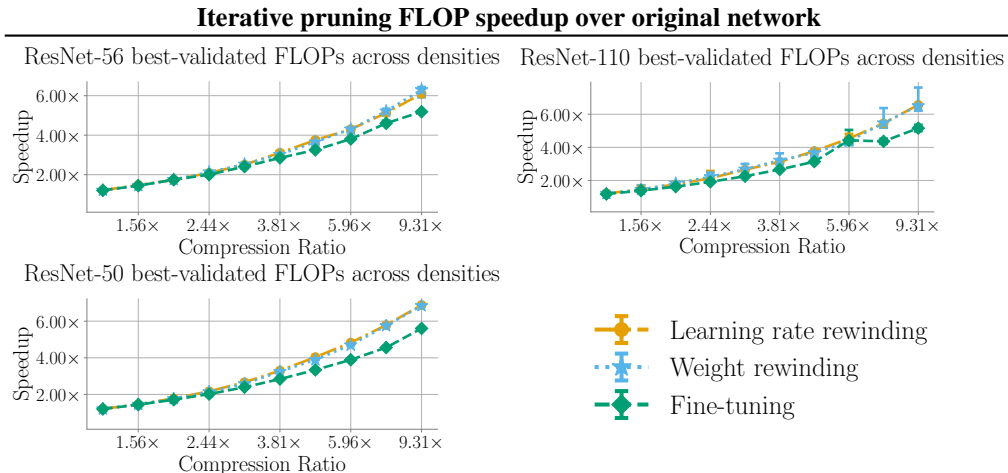 Iterative pruning FLOP speedup over original network
ResNet-56 best-validated FLOPs across densities
6.00×
4.00×
2.00×
Speedup
1.56× 2.44× 3.81× 5.96× 9.31×
Compression Ratio
ResNet-110 best-validated FLOPs across densities
6.00×
4.00×
2.00×
Speedup
1.56× 2.44× 3.81× 5.96× 9.31×
Compression Ratio
ResNet-50 best-validated FLOPs across densities
6.00×
4.00×
2.00×
Speedup
1.56× 2.44× 3.81× 5.96× 9.31×
Compression Ratio
Learning rate rewinding
Weight rewinding
Fine-tuning